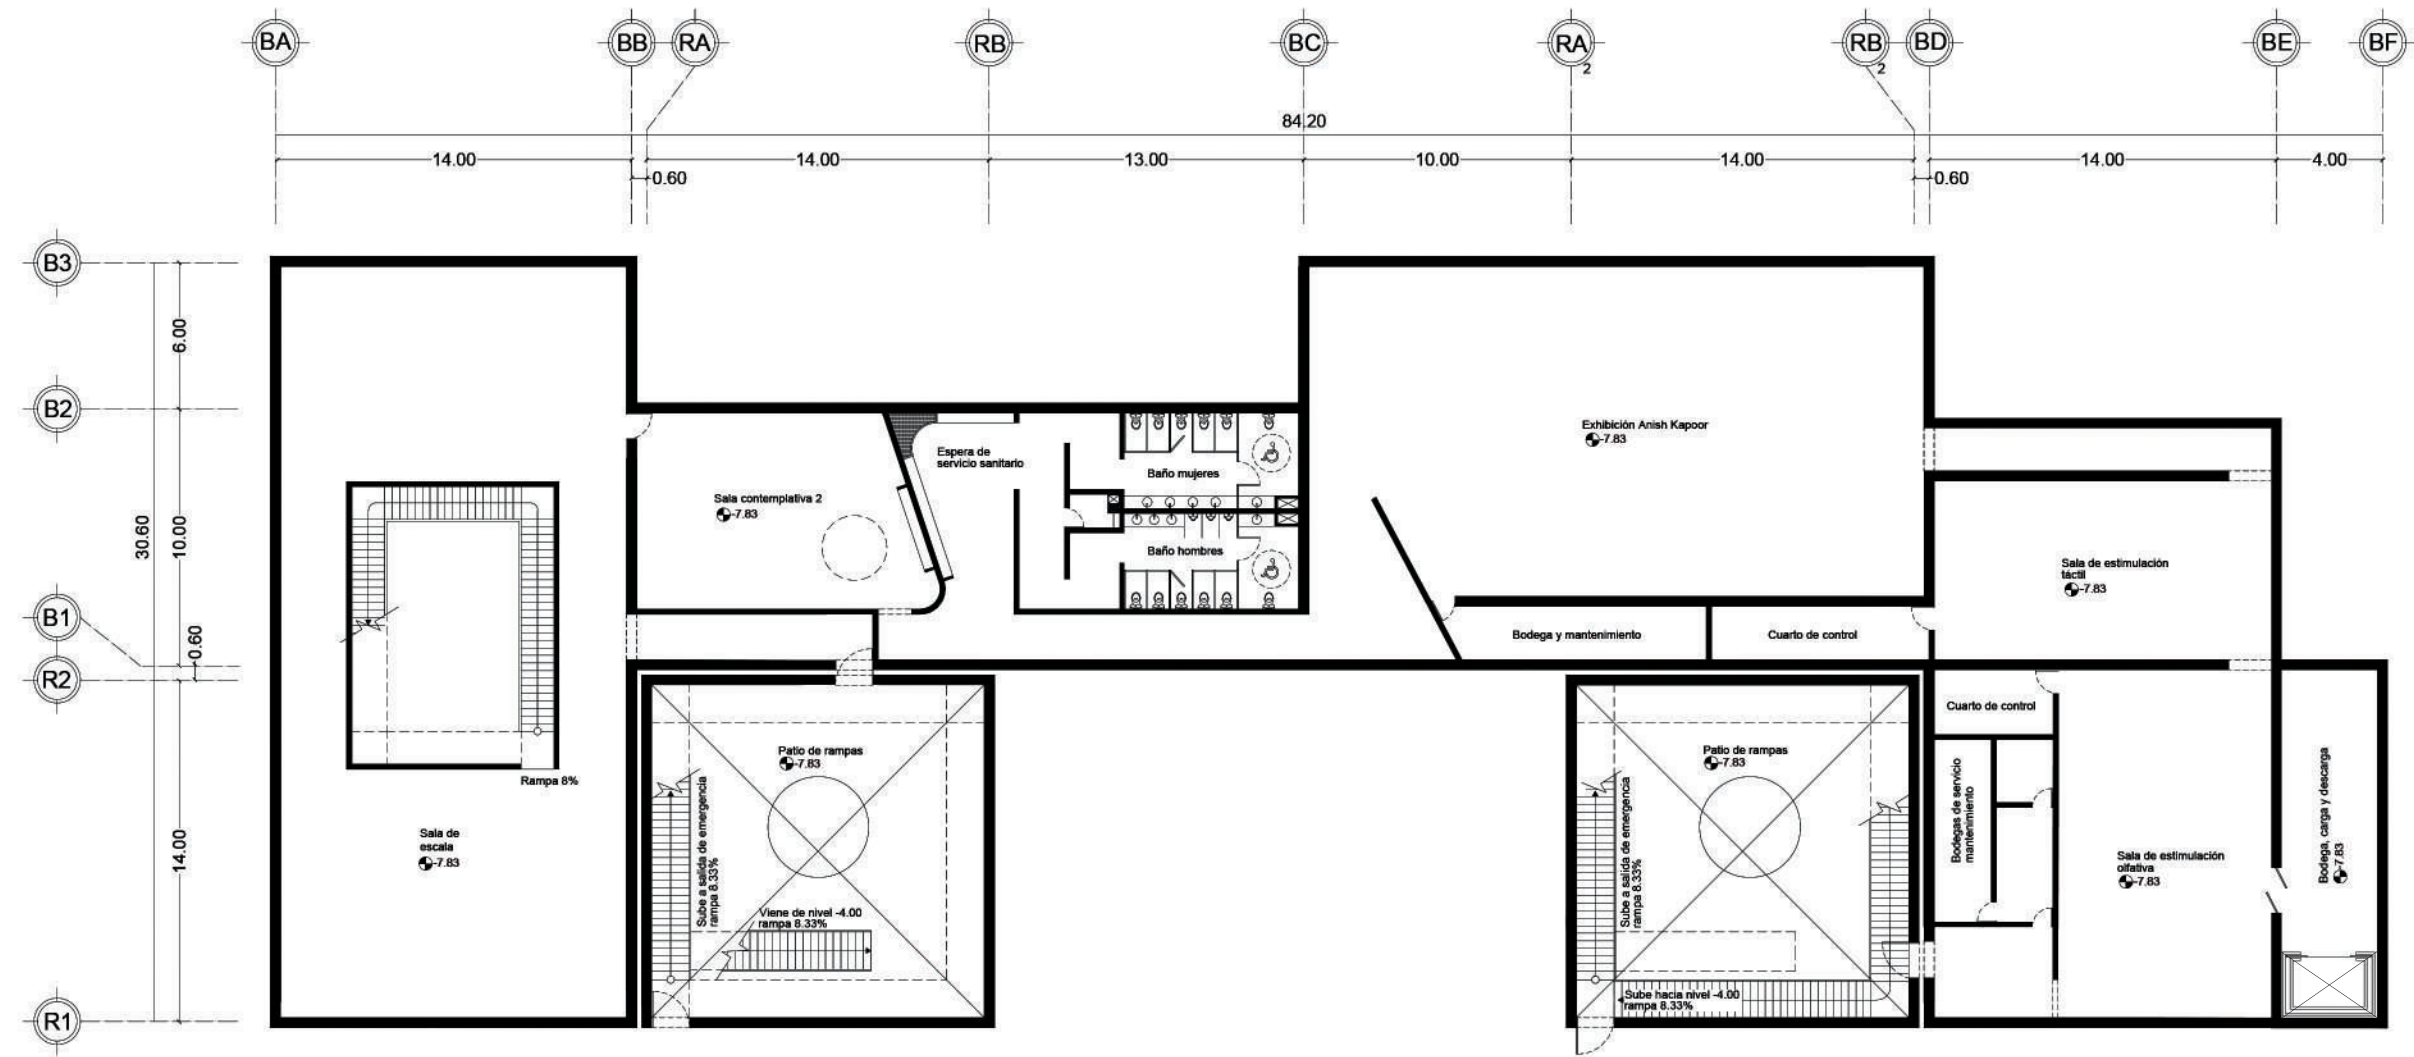 BA
BB
RA
RB
BC
RA
2
RB
2
BD
BE
BF
84.20
14.00
14.00
13.00
10.00
14.00
14.00
4.00
0.60
0.60
B3
B2
B1
R2
R1
6.00
10.00
30.60
0.60
14.00
Sala contemplativa 2
-7.83
Espera de
servicio sanitario
Baño mujeres
Baño hombres
Exhibición Anish Kapoor
-7.83
Sala de estimulación
táctil
-7.83
Bodega y mantenimiento
Cuarto de control
Rampa 8%
Sala de
escala
-7.83
Patio de rampas
-7.83
Sube a salida de emergencia
rampa 8.33%
Viene de nivel -4.00
rampa 8.33%
Patio de rampas
-7.83
Sube a salida de emergencia
rampa 8.33%
Sube hacia nivel -4.00
rampa 8.33%
Cuarto de control
Bodegas de servicio
mantenimiento
Sala de estimulación
olfativa
-7.83
Bodega, carga y descarga
-7.83